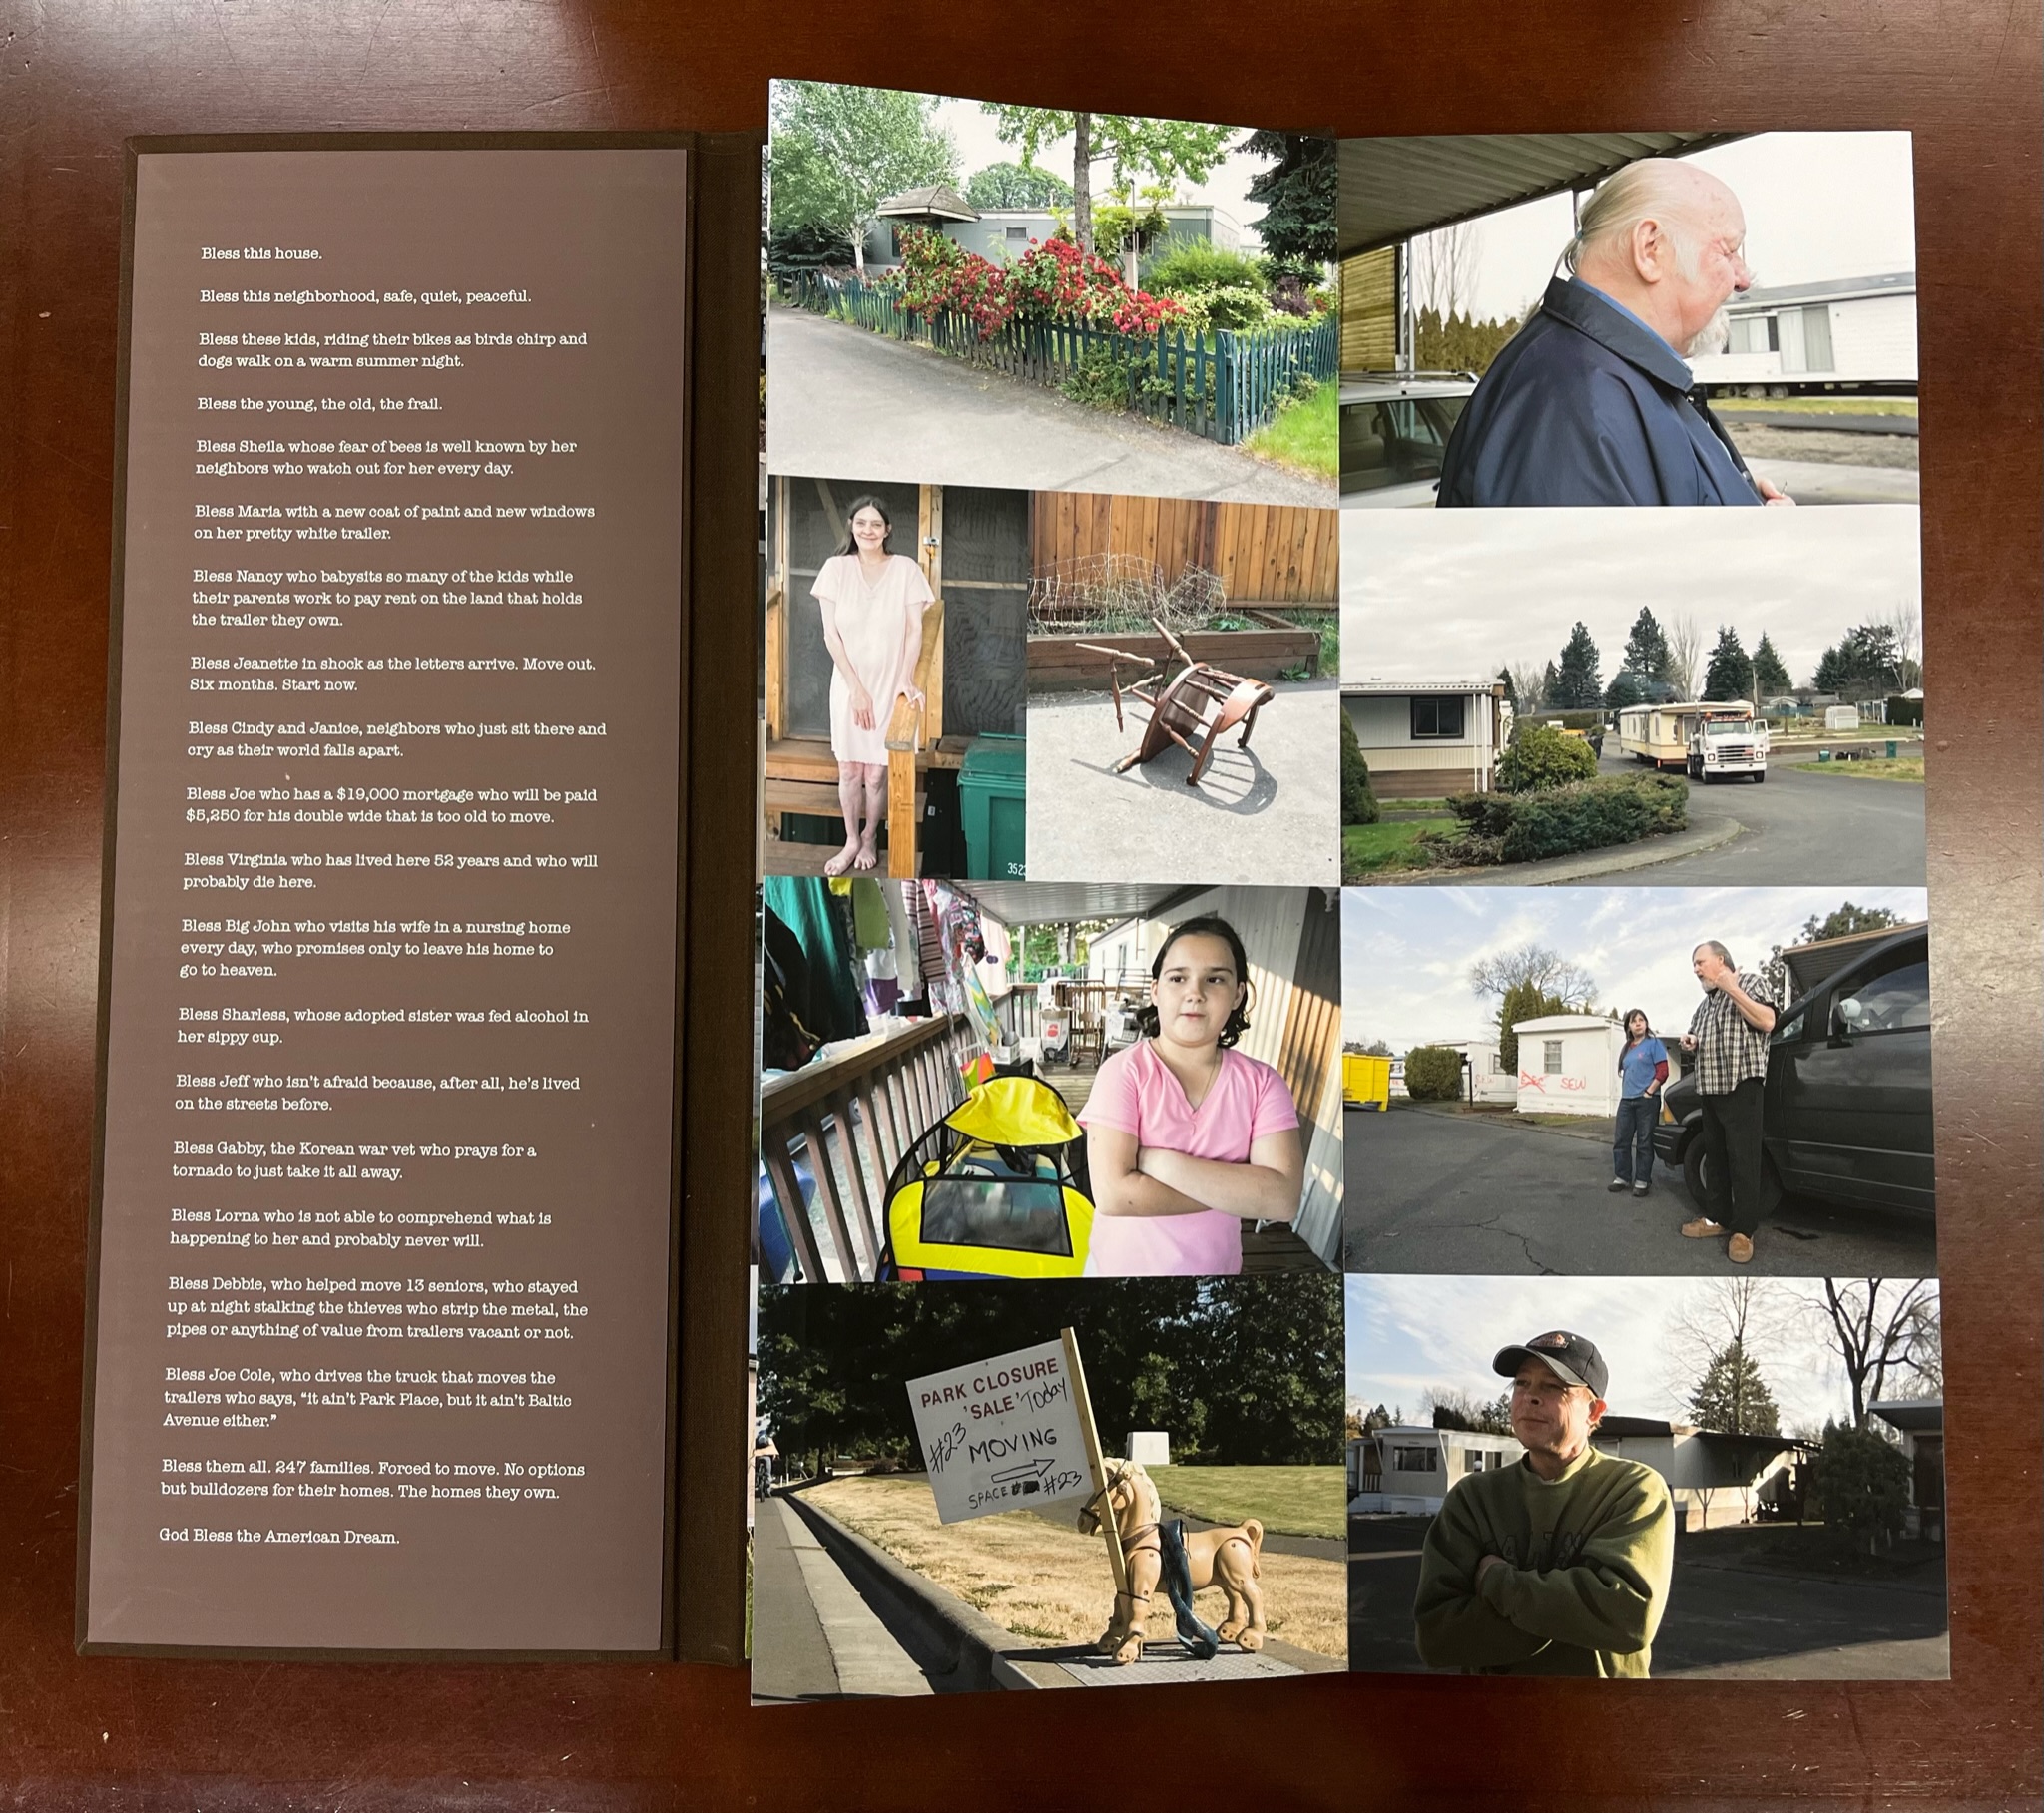 Bless this house.
Bless this neighborhood, safe, quiet, peaceful.
Bless these kids, riding their bikes as birds chirp and
dogs walk on a warm summer night.
Bless the young, the old, the frail.
Bless Sheila whose fear of bees is well known by her
neighbors who watch out for her every day.
Bless Maria with a new coat of paint and new windows
on her pretty white trailer.
Bless Nancy who babysits so many of the kids while
their parents work to pay rent on the land that holds
the trailer they own.
Bless Jeanette in shock as the letters arrive. Move out.
Six months. Start now.
Bless Cindy and Janice, neighbors who just sit there and
cry as their world falls apart.
Bless Joe who has a $19,000 mortgage who will be paid
$5,250 for his double wide that is too old to move.
Bless Virginia who has lived here 52 years and who will
probably die here.
Bless Big John who visits his wife in a nursing home
every day, who promises only to leave his home to
go to heaven.
Bless Sharless, whose adopted sister was fed alcohol in
her sippy cup.
Bless Jeff who isn't afraid because, after all, he's lived
on the streets before.
Bless Gabby, the Korean war vet who prays for a
tornado to just take it all away.
Bless Lorna who is not able to comprehend what is
happening to her and probably never will.
Bless Debbie, who helped move 13 seniors, who stayed
up at night stalking the thieves who strip the metal, the
pipes or anything of value from trailers vacant or not.
Bless Joe Cole, who drives the truck that moves the
trailers who says, “it ain't Park Place, but it ain't Baltic
Avenue either.”
Bless them all. 247 families. Forced to move. No options
but bulldozers for their homes. The homes they own.
God Bless the American Dream.
352
SEW
SEW
PARK CLOSURE
'SALE' Today
#23 MOVING
SPACE #23